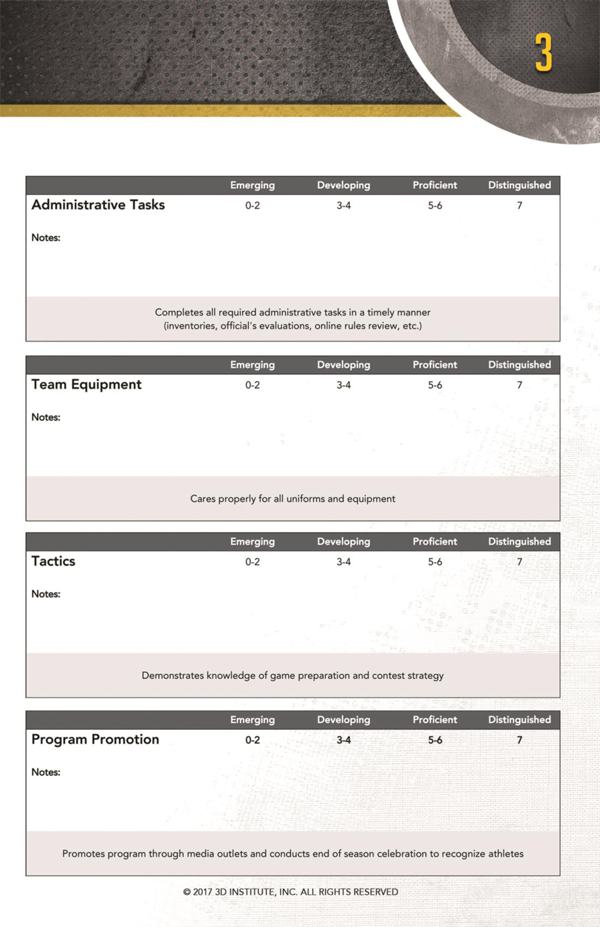 3
Emerging Developing Proficient Distinguished
Administrative Tasks 0-2 3-4 5-6 7
Notes:
Completes all required administrative tasks in a timely manner
(inventories, official's evaluations, online rules review, etc.)
Emerging Developing Proficient Distinguished
Team Equipment 0-2 3-4 5-6 7
Notes:
Cares properly for all uniforms and equipment
Emerging Developing Proficient Distinguished
Tactics 0-2 3-4 5-6 7
Notes:
Demonstrates knowledge of game preparation and contest strategy
Emerging Developing Proficient Distinguished
Program Promotion 0-2 3-4 5-6 7
Notes:
Promotes program through media outlets and conducts end of season celebration to recognize athletes
© 2017 3D INSTITUTE, INC. ALL RIGHTS RESERVED